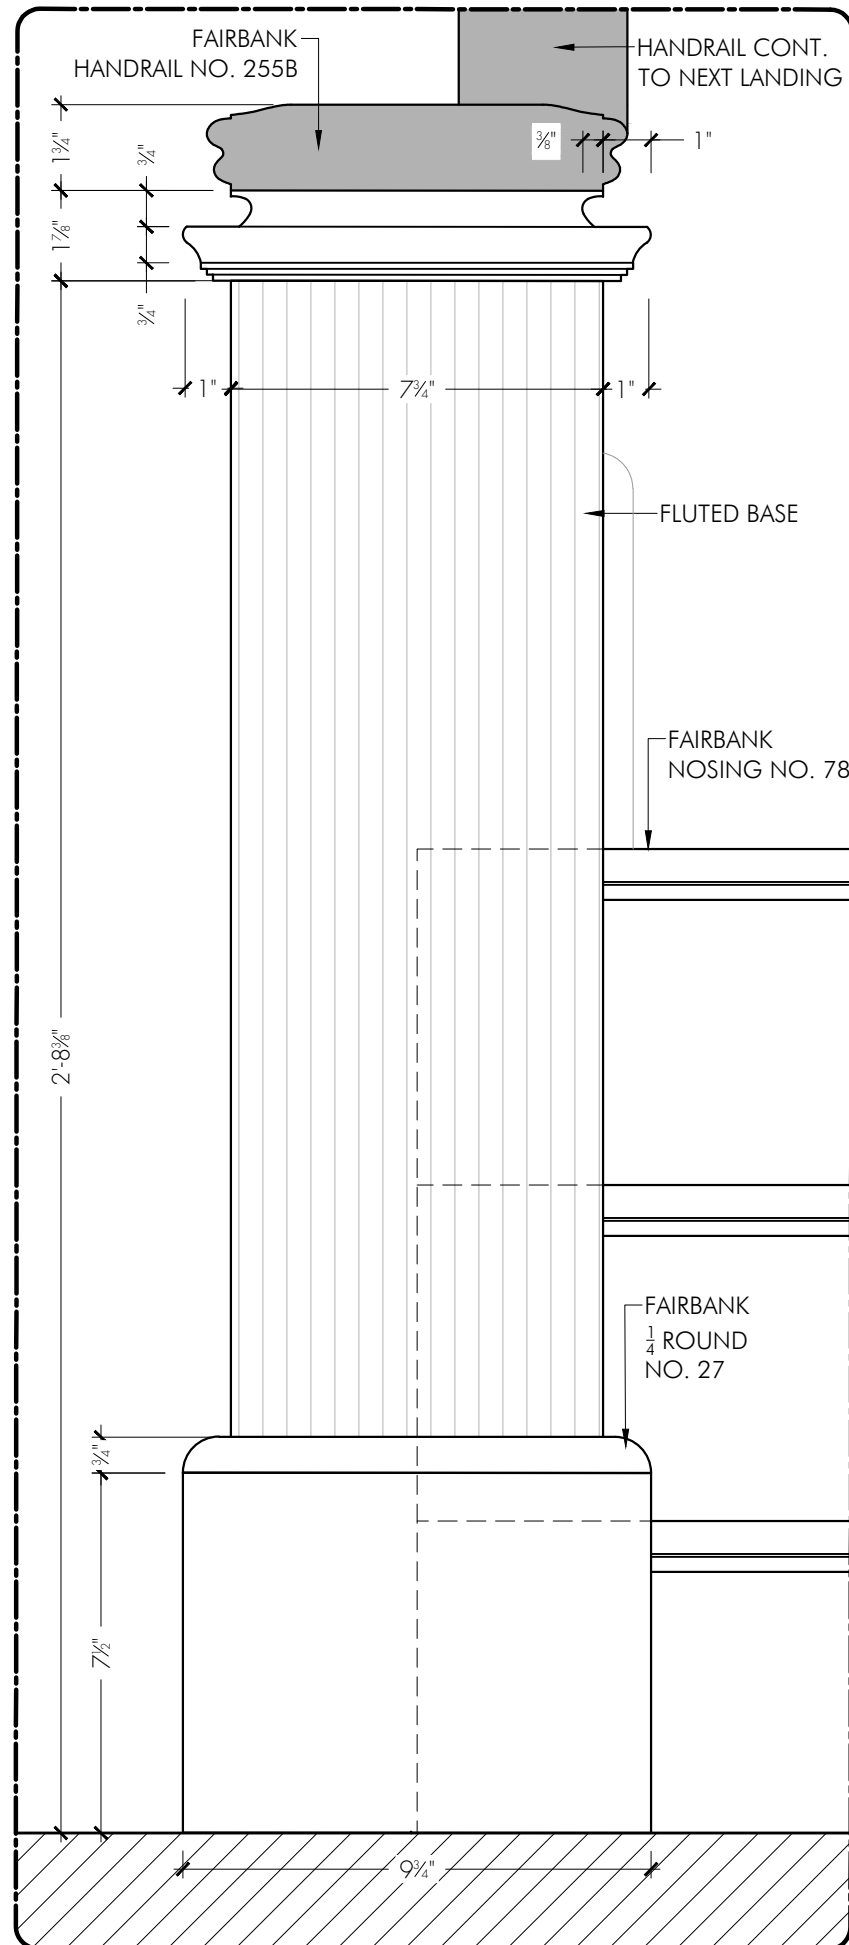 FAIRBANK
HANDRAIL NO. 255B
HANDRAIL CONT.
TO NEXT LANDING
1¾"
¾"
⅜"
1"
1⅞"
¾"
1"
7¾"
1"
FLUTED BASE
FAIRBANK
NOSING NO. 78
2'-8⅜"
FAIRBANK
¼ ROUND
NO. 27
¾"
7½"
9¾"